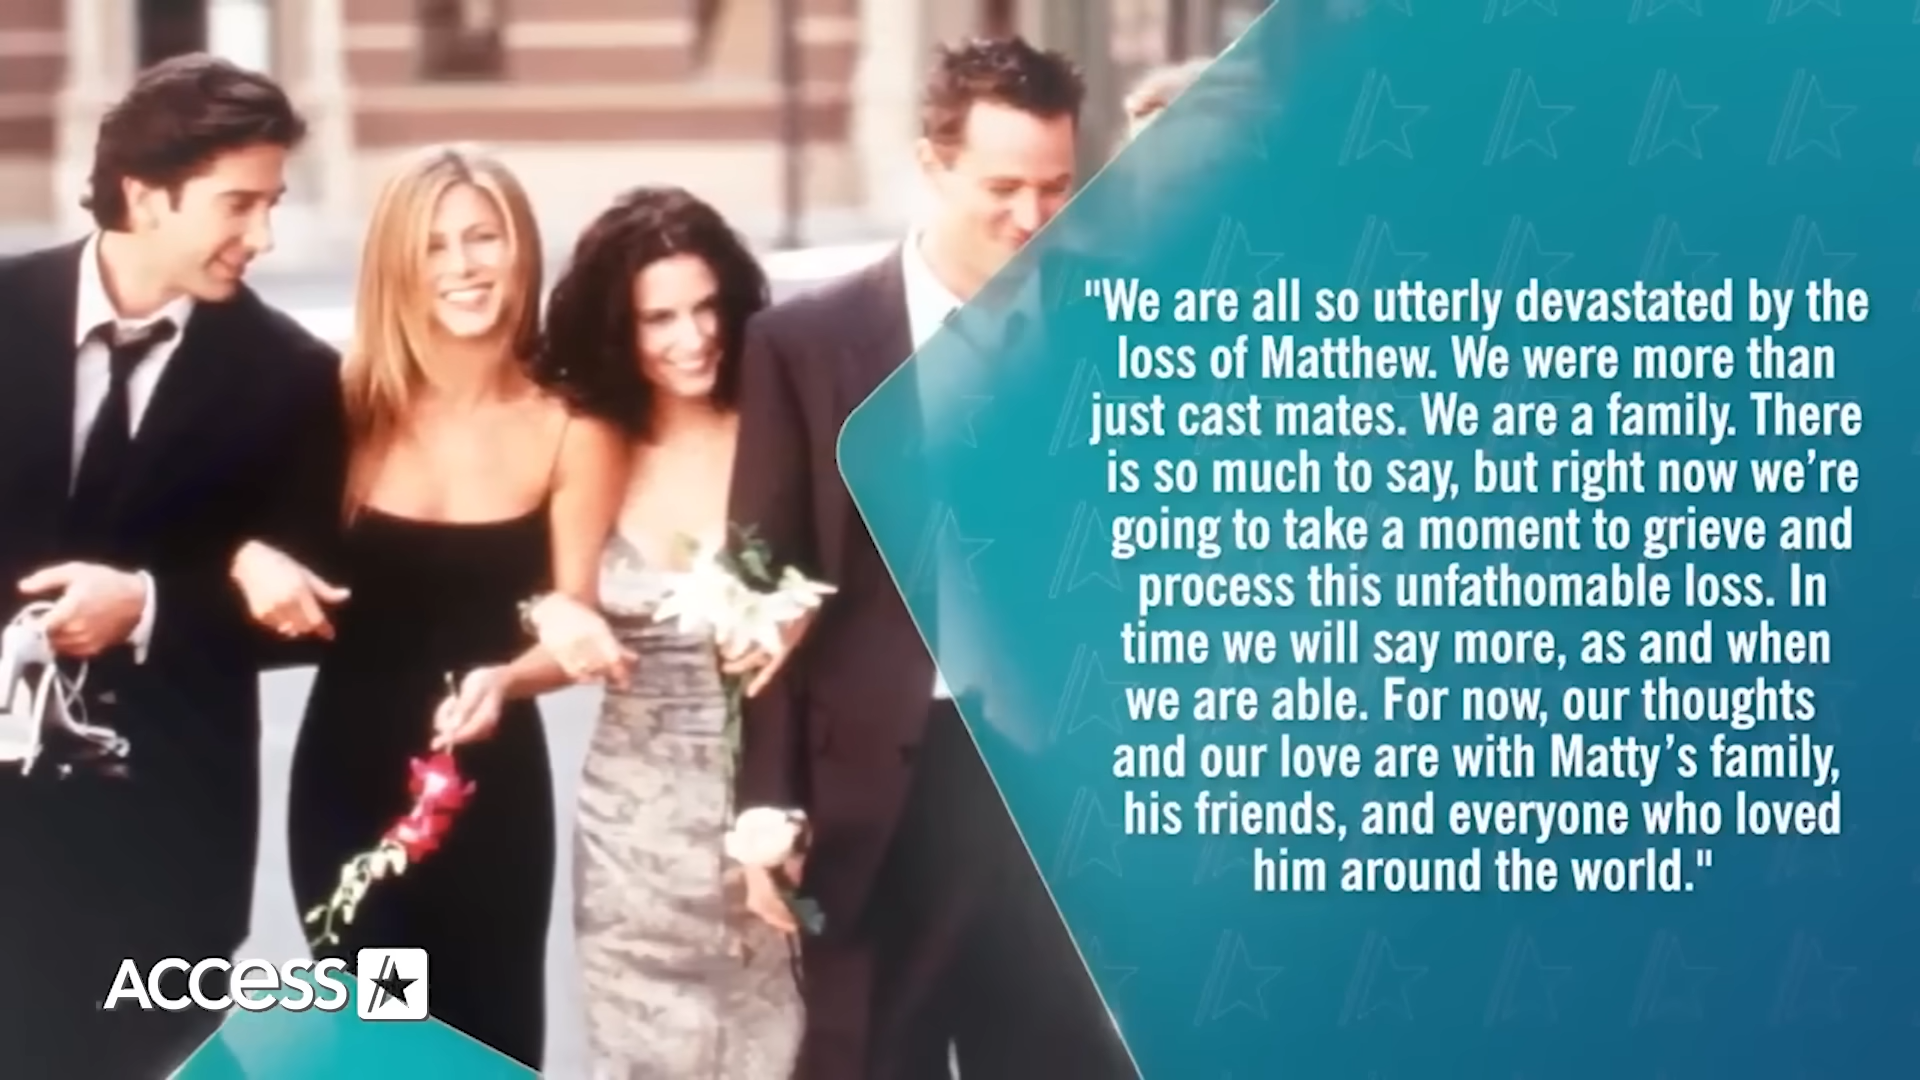 "We are all so utterly devastated by the
loss of Matthew. We were more than
just cast mates. We are a family. There
is so much to say, but right now we’re
going to take a moment to grieve and
process this unfathomable loss. In
time we will say more, as and when
we are able. For now, our thoughts
and our love are with Matty’s family,
his friends, and everyone who loved
him around the world."
ACCESS